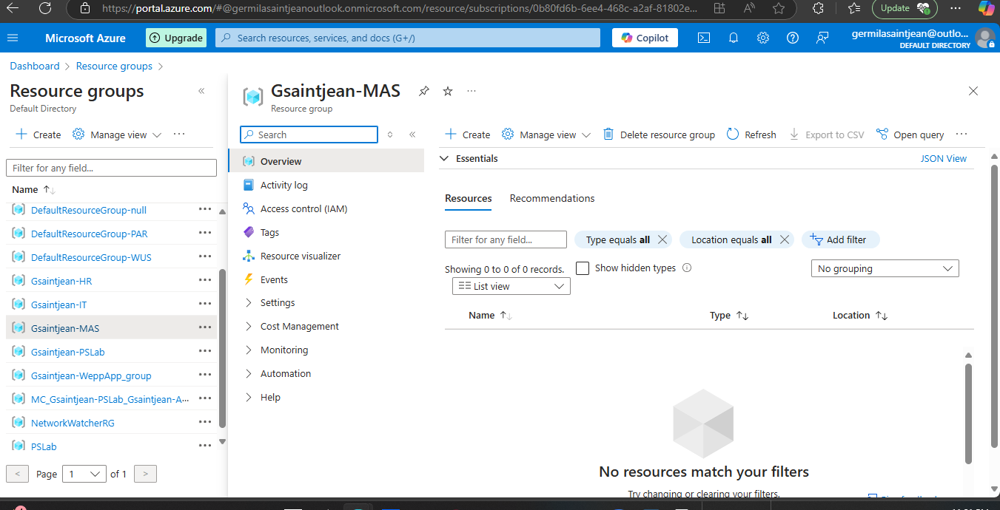 https://portal.azure.com/#@germilasaintjeanoutlook.onmicrosoft.com/resource/subscriptions/0b80fd6b-6ee4-468c-a2af-81802e...
Update
Microsoft Azure
Upgrade
Search resources, services, and docs (G+/)
Copilot
germilasaintjean@outlo...
DEFAULT DIRECTORY
Dashboard > Resource groups >
Resource groups
Default Directory
Create
Manage view
Filter for any field...
Name
DefaultResourceGroup-null
DefaultResourceGroup-PAR
DefaultResourceGroup-WUS
Gsaintjean-HR
Gsaintjean-IT
Gsaintjean-MAS
Gsaintjean-PSLab
Gsaintjean-WeppApp_group
MC_Gsaintjean-PSLab_Gsaintjean-A...
NetworkWatcherRG
PSLab
< Page 1 of 1 >
Gsaintjean-MAS
Resource group
Search
Overview
Activity log
Access control (IAM)
Tags
Resource visualizer
Events
Settings
Cost Management
Monitoring
Automation
Help
Create
Manage view
Delete resource group
Refresh
Export to CSV
Open query
Essentials
JSON View
Resources
Recommendations
Filter for any field...
Type equals all
Location equals all
Add filter
Showing 0 to 0 of 0 records.
Show hidden types
No grouping
List view
Name
Type
Location
No resources match your filters
Try changing or clearing your filters.